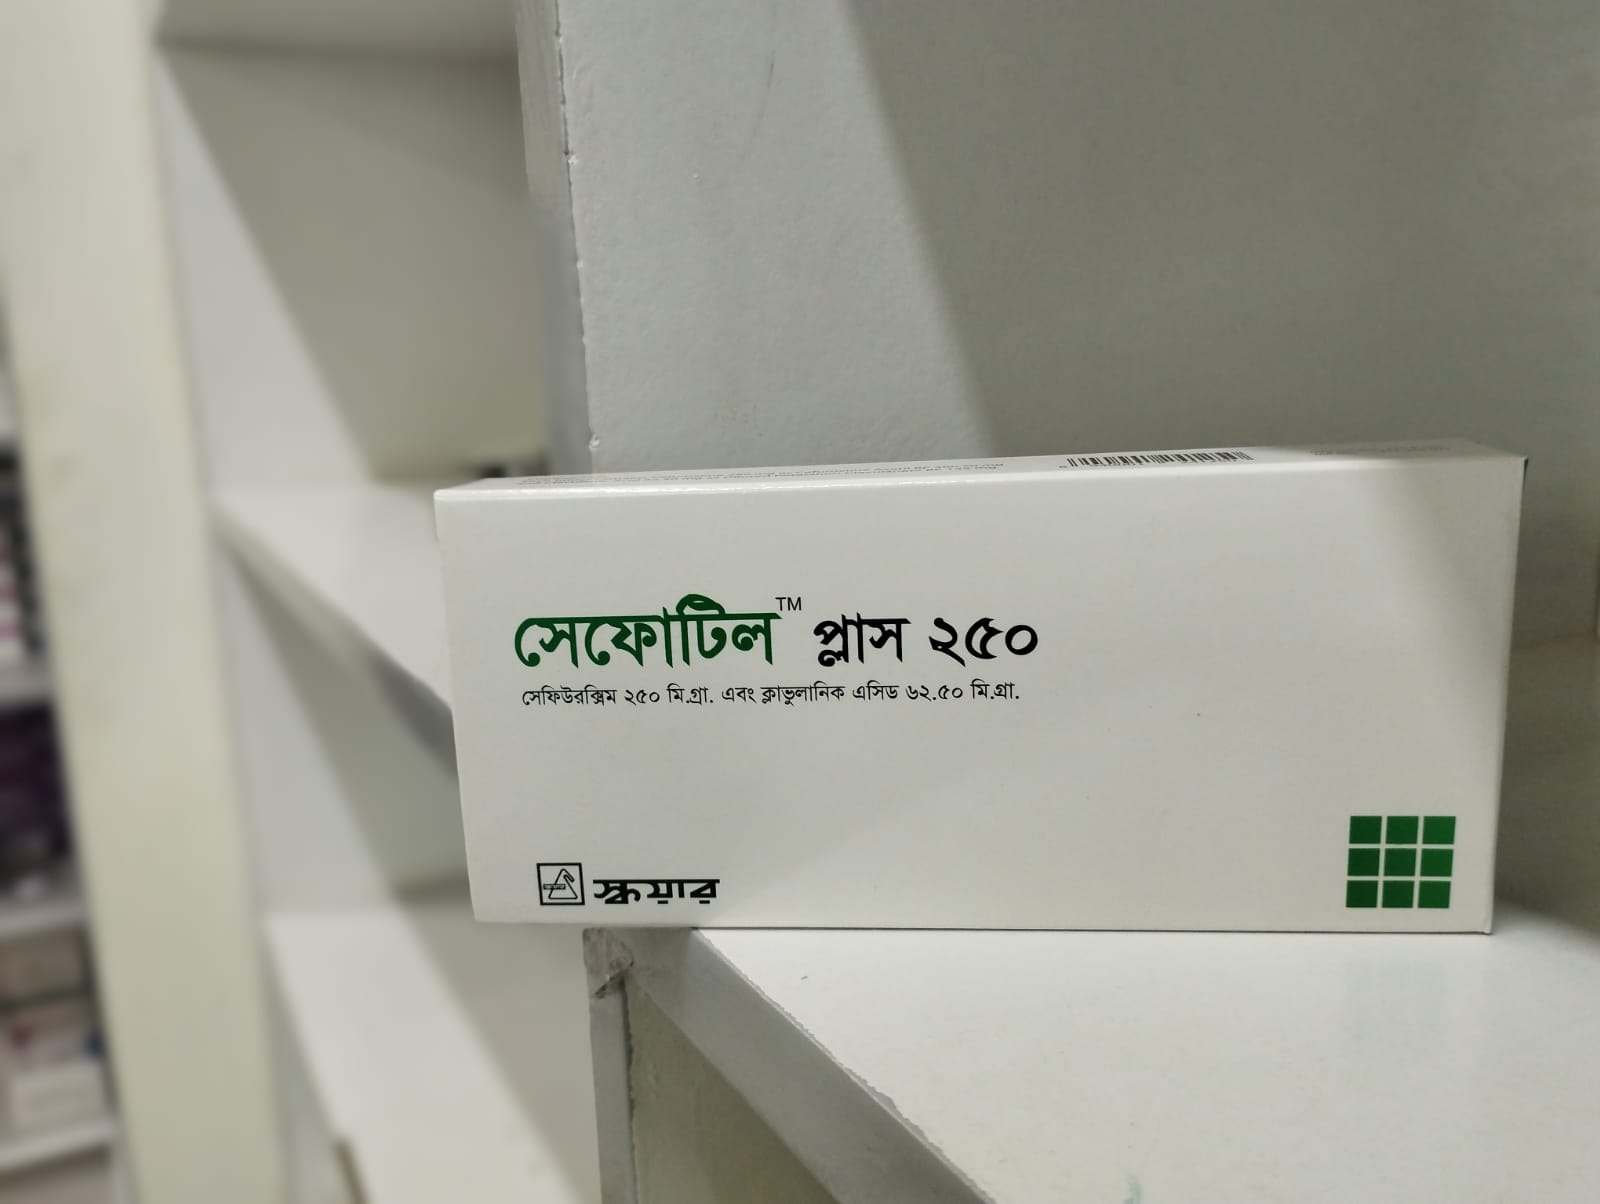 সেফোটিল™ প্লাস ২৫০
সেফিউরক্সিম ২৫০ মি.গ্রা. এবং ক্লাভুলানিক এসিড ৬২.৫০ মি.গ্রা.
স্কয়ার